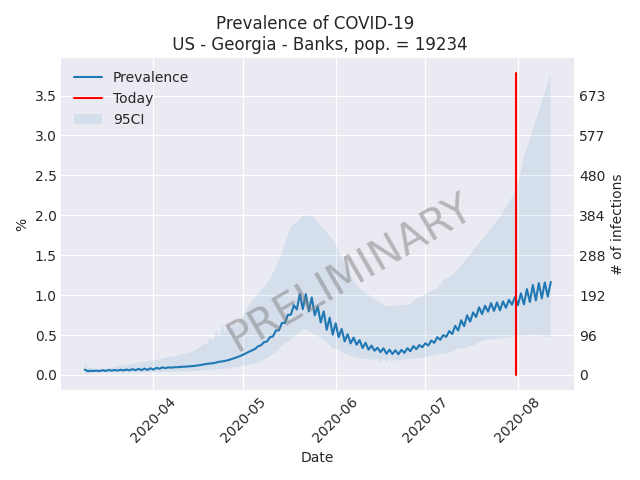 Prevalence of COVID-19
US - Georgia - Banks, pop. = 19234
Prevalence
Today
95CI
3.5
3.0
2.5
2.0
1.5
1.0
0.5
0.0
%
673
577
480
384
288
192
96
0
# of infections
PRELIMINARY
2020-04
2020-05
2020-06
2020-07
2020-08
Date